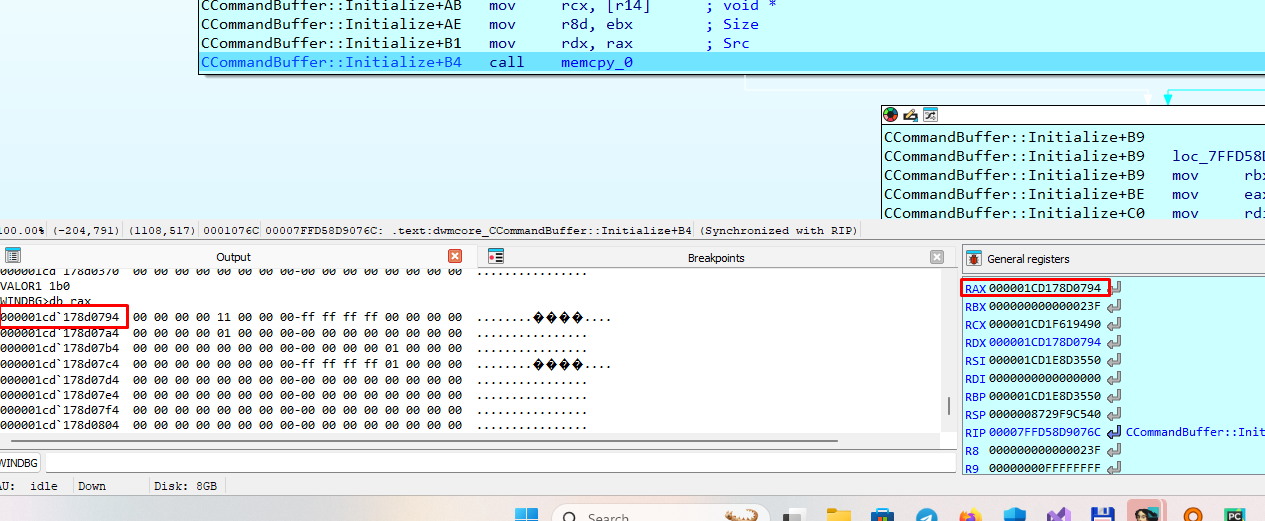 CCommandBuffer::Initialize+AB mov rcx, [r14] ; void *
CCommandBuffer::Initialize+AE mov r8d, ebx ; Size
CCommandBuffer::Initialize+B1 mov rdx, rax ; Src
CCommandBuffer::Initialize+B4 call memcpy_0
CCommandBuffer::Initialize+B9
CCommandBuffer::Initialize+B9 loc_7FFD58D
CCommandBuffer::Initialize+B9 mov rbx
CCommandBuffer::Initialize+BE mov eax
CCommandBuffer::Initialize+C0 mov rdi
100.00% (-204,791) (1108,517) 0001076C 00007FFD58D9076C: .text:dwmcore_CCommandBuffer::Initialize+B4 (Synchronized with RIP)
Output
000001cd`178d0370 00 00 00 00 00 00 00 00-00 00 00 00 00 00 00 00 ................
VALOR1 1b0
WINDBG>db rax
000001cd`178d0794 00 00 00 00 11 00 00 00-ff ff ff ff 00 00 00 00 ........����....
000001cd`178d07a4 00 00 00 00 01 00 00 00-00 00 00 00 00 00 00 00 ................
000001cd`178d07b4 00 00 00 00 00 00 00 00-00 00 00 00 01 00 00 00 ................
000001cd`178d07c4 00 00 00 00 00 00 00 00-ff ff ff ff 01 00 00 00 ........����....
000001cd`178d07d4 00 00 00 00 00 00 00 00-00 00 00 00 00 00 00 00 ................
000001cd`178d07e4 00 00 00 00 00 00 00 00-00 00 00 00 00 00 00 00 ................
000001cd`178d07f4 00 00 00 00 00 00 00 00-00 00 00 00 00 00 00 00 ................
000001cd`178d0804 00 00 00 00 00 00 00 00-00 00 00 00 00 00 00 00 ................
WINDBG
Breakpoints
General registers
RAX 000001CD178D0794
RBX 000000000000023F
RCX 000001CD1F619490
RDX 000001CD178D0794
RSI 000001CD1E8D3550
RDI 0000000000000000
RBP 000001CD1E8D3550
RSP 0000008729F9C540
RIP 00007FFD58D9076C CCommandBuffer::Init
R8 000000000000023F
R9 00000000FFFFFFFF
AU: idle Down Disk: 8GB
Search
PC